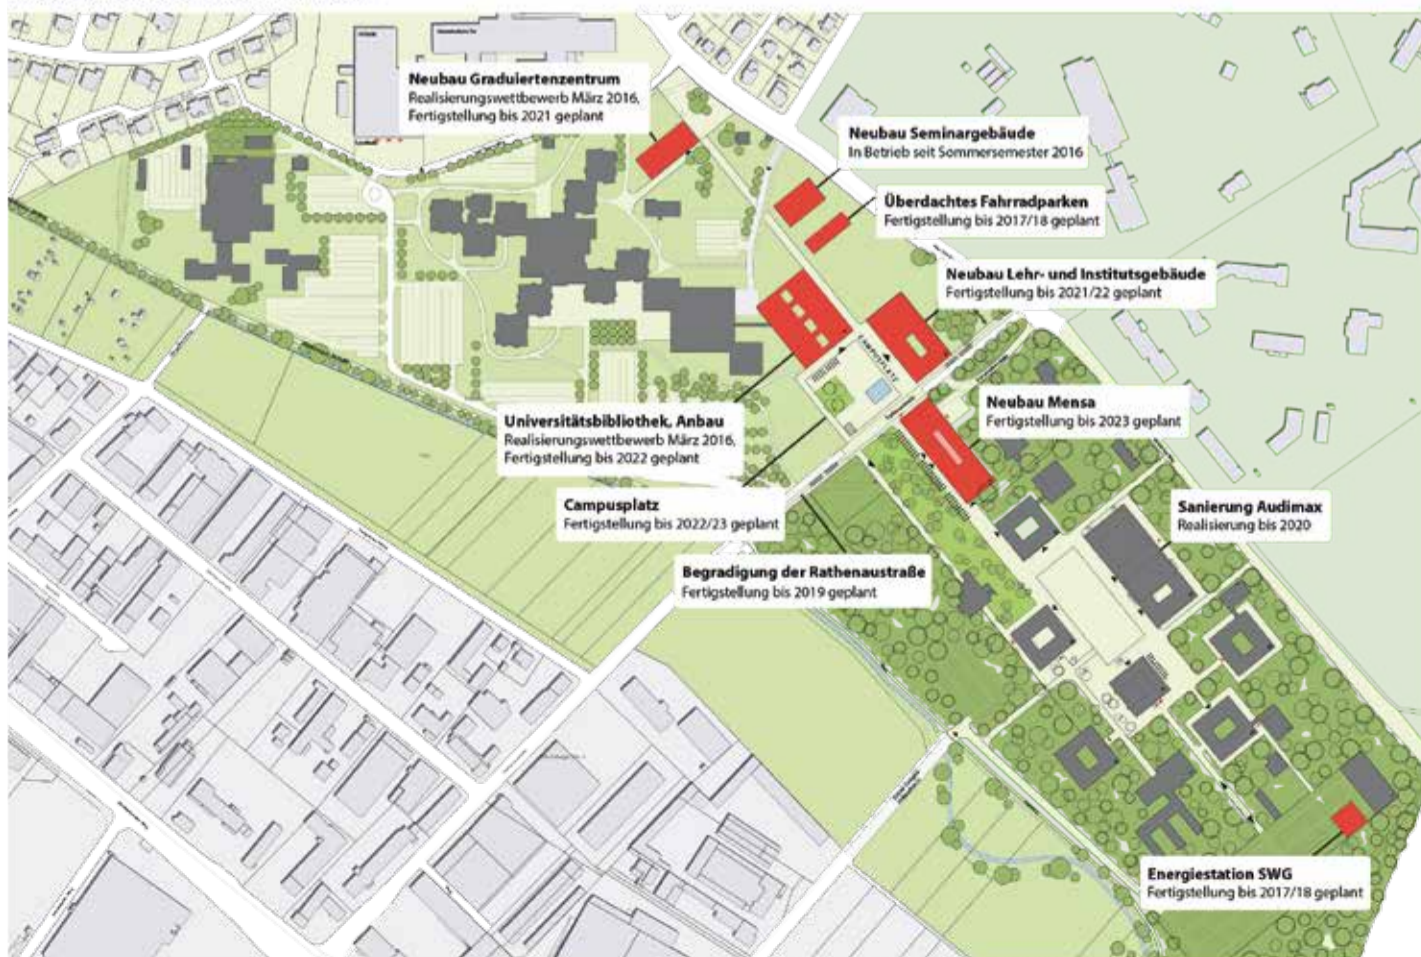 Neubau Graduiertenzentrum
Realisierungswettbewerb März 2016,
Fertigstellung bis 2021 geplant
Neubau Seminargebäude
In Betrieb seit Sommersemester 2016
Überdachtes Fahrradparken
Fertigstellung bis 2017/18 geplant
Neubau Lehr- und Institutsgebäude
Fertigstellung bis 2021/22 geplant
CAMPUSPLATZ
Neubau Mensa
Fertigstellung bis 2023 geplant
Universitätsbibliothek, Anbau
Realisierungswettbewerb März 2016,
Fertigstellung bis 2022 geplant
Campusplatz
Fertigstellung bis 2022/23 geplant
Sanierung Audimax
Realisierung bis 2020
Begradigung der Rathenaustraße
Fertigstellung bis 2019 geplant
Energiestation SWG
Fertigstellung bis 2017/18 geplant